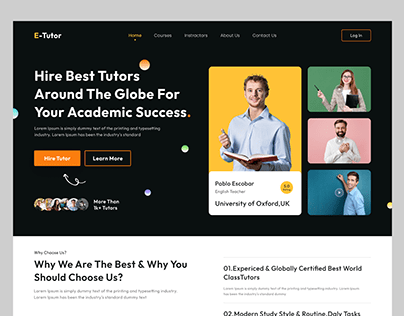 E-Tutor
Home Courses Instractors About Us Contact Us
Log in
Hire Best Tutors
Around The Globe For
Your Academic Success.
Lorem Ipsum is simply dummy text of the printing and typesetting
industry. Lorem Ipsum has been the industry's standard
Hire Tutor
Learn More
More Than
1k+ Tutors
Pablo Escobar
English Teacher
5.0
University of Oxford,UK
Why Choose Us?
Why We Are The Best & Why You
Should Choose Us?
Lorem Ipsum is simply dummy text of the printing and typesetting industry.
Lorem Ipsum has been the industry's standard dummy text
01.Expericed & Globally Certified Best World
ClassTutors
Lorem Ipsum is simply dummy text of the printing and typesetting industry. Lorem
Ipsum has been the industry's standard dummy
02.Modern Study Style & Routine,Daly Tasks